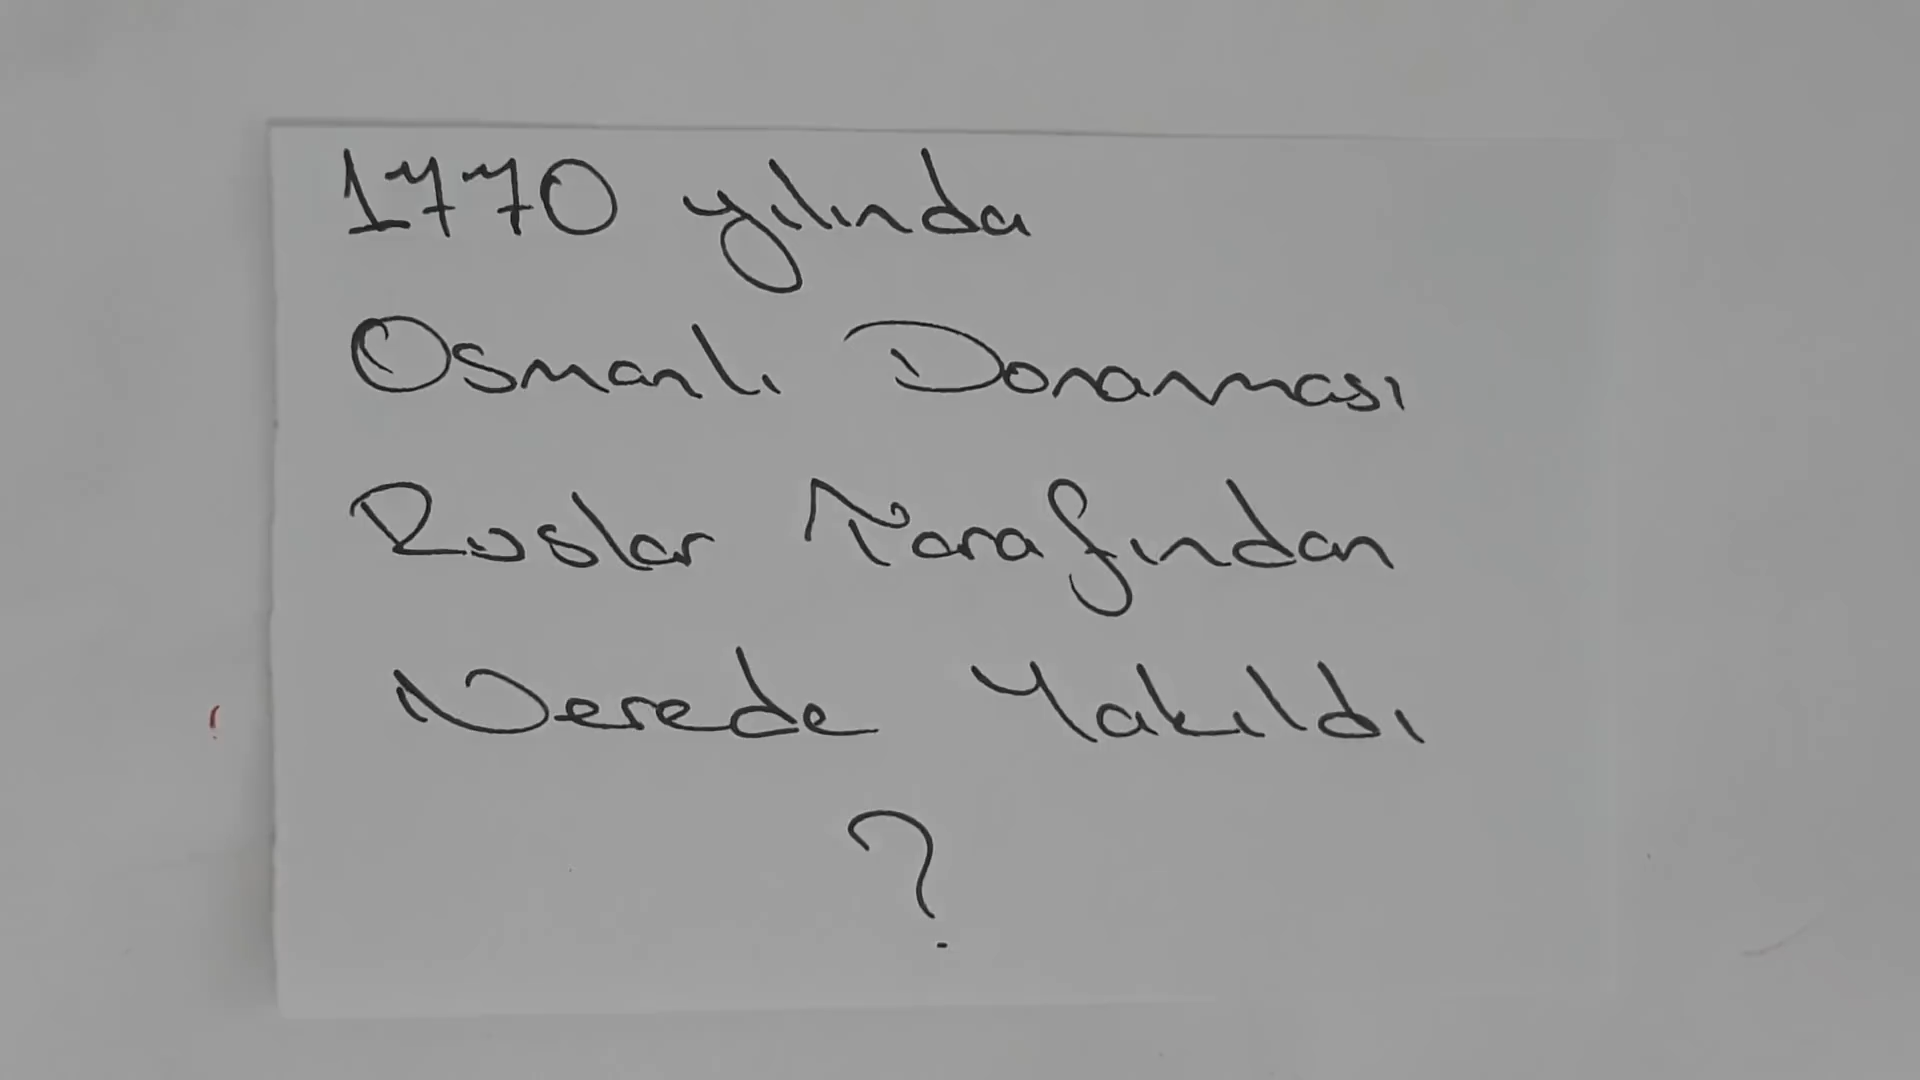 1770 yılında
Osmanlı Donanması
Ruslar Tarafından
Nerede Yakıldı
?